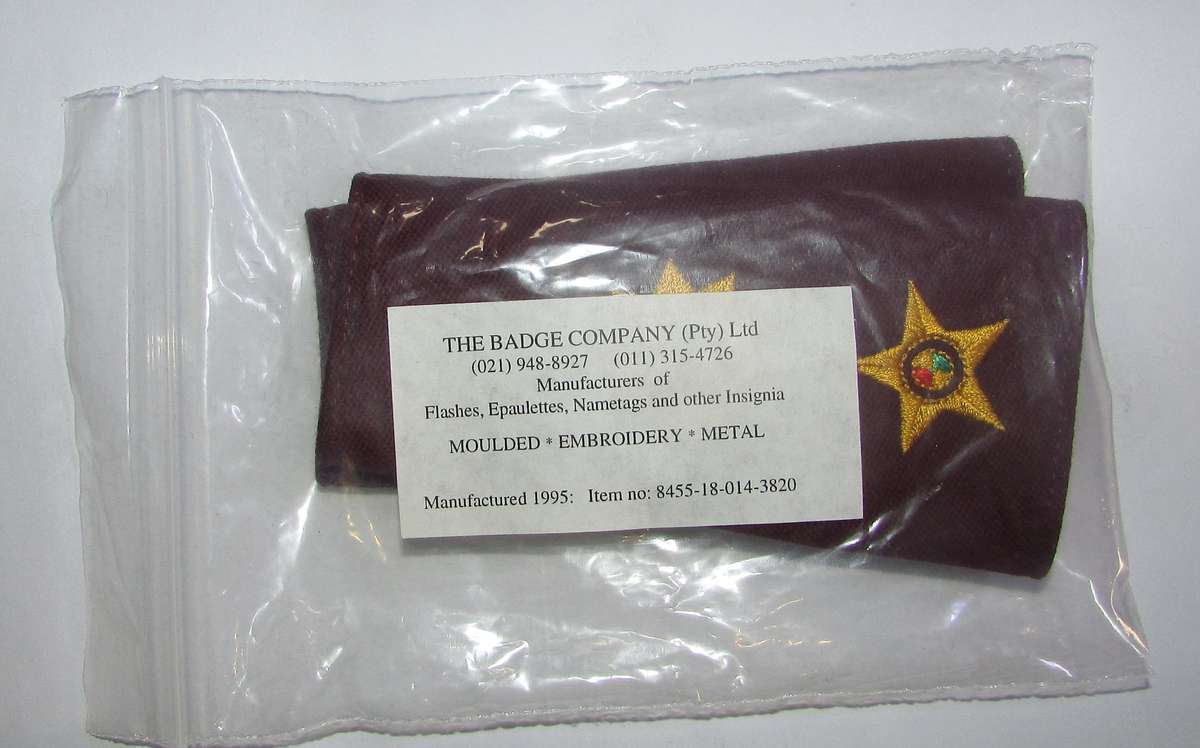 THE BADGE COMPANY (Pty) Ltd
(021) 948-8927 (011) 315-4726
Manufacturers of
Flashes, Epaulettes, Nametags and other Insignia
MOULDED * EMBROIDERY * METAL
Manufactured 1995: Item no: 8455-18-014-3820